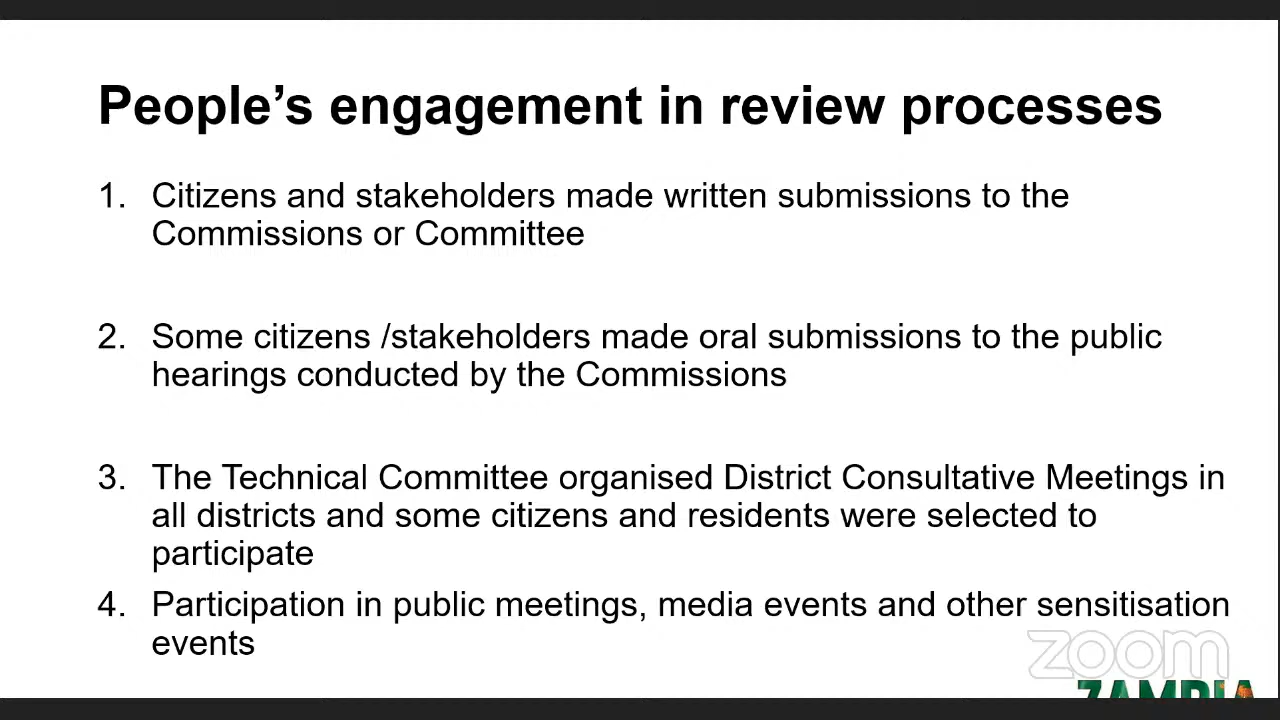 People’s engagement in review processes
1. Citizens and stakeholders made written submissions to the
Commissions or Committee
2. Some citizens /stakeholders made oral submissions to the public
hearings conducted by the Commissions
3. The Technical Committee organised District Consultative Meetings in
all districts and some citizens and residents were selected to
participate
4. Participation in public meetings, media events and other sensitisation
events
zoom
ZAMBIA